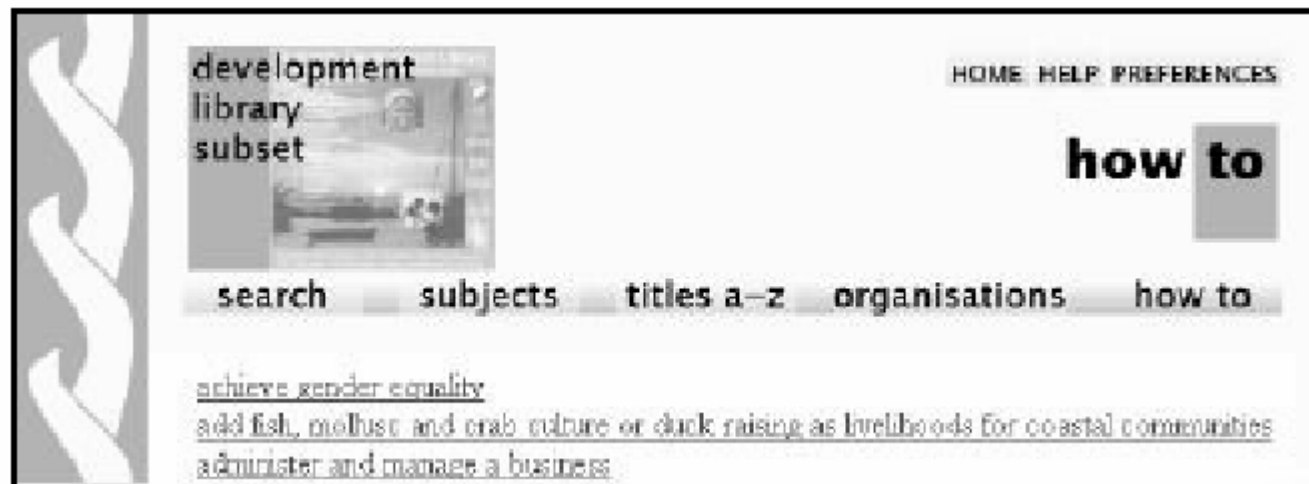 development
library
subset
HOME HELP PREFERENCES
how to
search subjects titles a-z organisations how to
achieve gender equality
add fish, mollusc and crab culture or duck raising as livelihoods for coastal communities
administer and manage a business